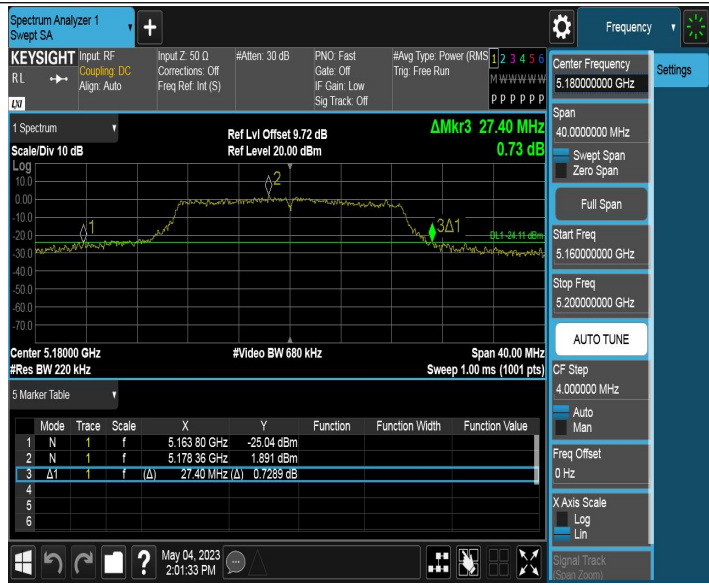 Spectrum Analyzer 1
Swept SA
+
Frequency
KEYSIGHT
RL
LXI
Input: RF
Coupling: DC
Align: Auto
Input Z: 50 Ω
Corrections: Off
Freq Ref: Int (S)
#Atten: 30 dB
PNO: Fast
Gate: Off
IF Gain: Low
Sig Track: Off
#Avg Type: Power (RMS
Trig: Free Run
1 2 3 4 5 6
M W W W W W
P P P P P P
1 Spectrum
Scale/Div 10 dB
Ref Lvl Offset 9.72 dB
Ref Level 20.00 dBm
ΔMkr3 27.40 MHz
0.73 dB
Log
10.0
0.00
-10.0
-20.0
-30.0
-40.0
-50.0
-60.0
-70.0
1
2
3Δ1
DL1 -24.11 dBm
Center 5.18000 GHz
#Video BW 680 kHz
Span 40.00 MHz
#Res BW 220 kHz
Sweep 1.00 ms (1001 pts)
5 Marker Table
Mode Trace Scale X Y Function Function Width Function Value
1 N 1 f 5.163 80 GHz -25.04 dBm
2 N 1 f 5.178 36 GHz 1.891 dBm
3 Δ1 1 f (Δ) 27.40 MHz (Δ) 0.7289 dB
4
5
6
Center Frequency
5.180000000 GHz
Settings
Span
40.0000000 MHz
Swept Span
Zero Span
Full Span
Start Freq
5.160000000 GHz
Stop Freq
5.200000000 GHz
AUTO TUNE
CF Step
4.000000 MHz
Auto
Man
Freq Offset
0 Hz
X Axis Scale
Log
Lin
Signal Track
(Span Zoom)
?
May 04, 2023
2:01:33 PM